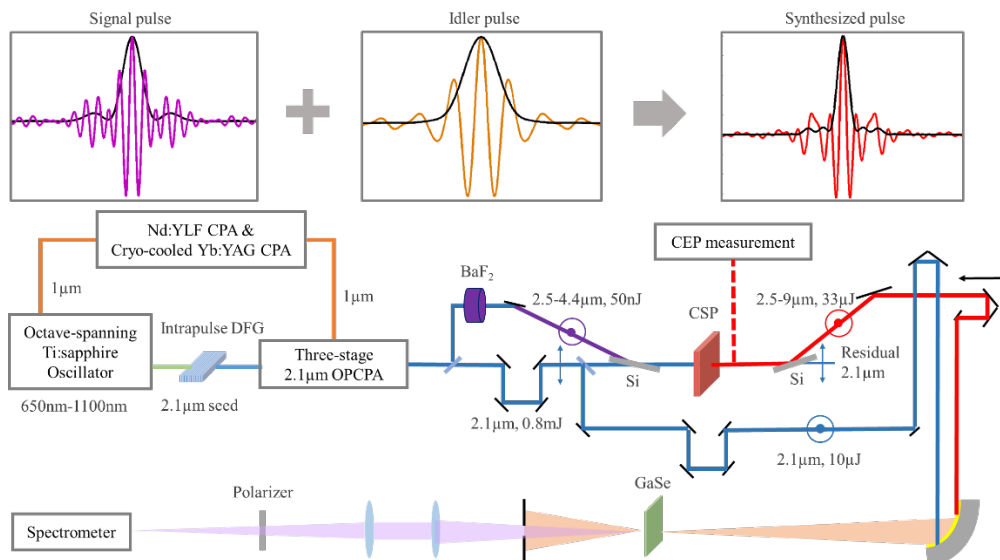 Signal pulse
Idler pulse
Synthesized pulse
Nd:YLF CPA &
Cryo-cooled Yb:YAG CPA
CEP measurement
BaF₂
1μm
1μm
2.5-4.4μm, 50nJ
CSP
2.5-9μm, 33μJ
Octave-spanning
Ti:sapphire
Oscillator
Intrapulse DFG
Three-stage
2.1μm OPCPA
Si
Si
Residual
2.1μm
650nm-1100nm
2.1μm seed
2.1μm, 0.8mJ
2.1μm, 10μJ
GaSe
Polarizer
Spectrometer